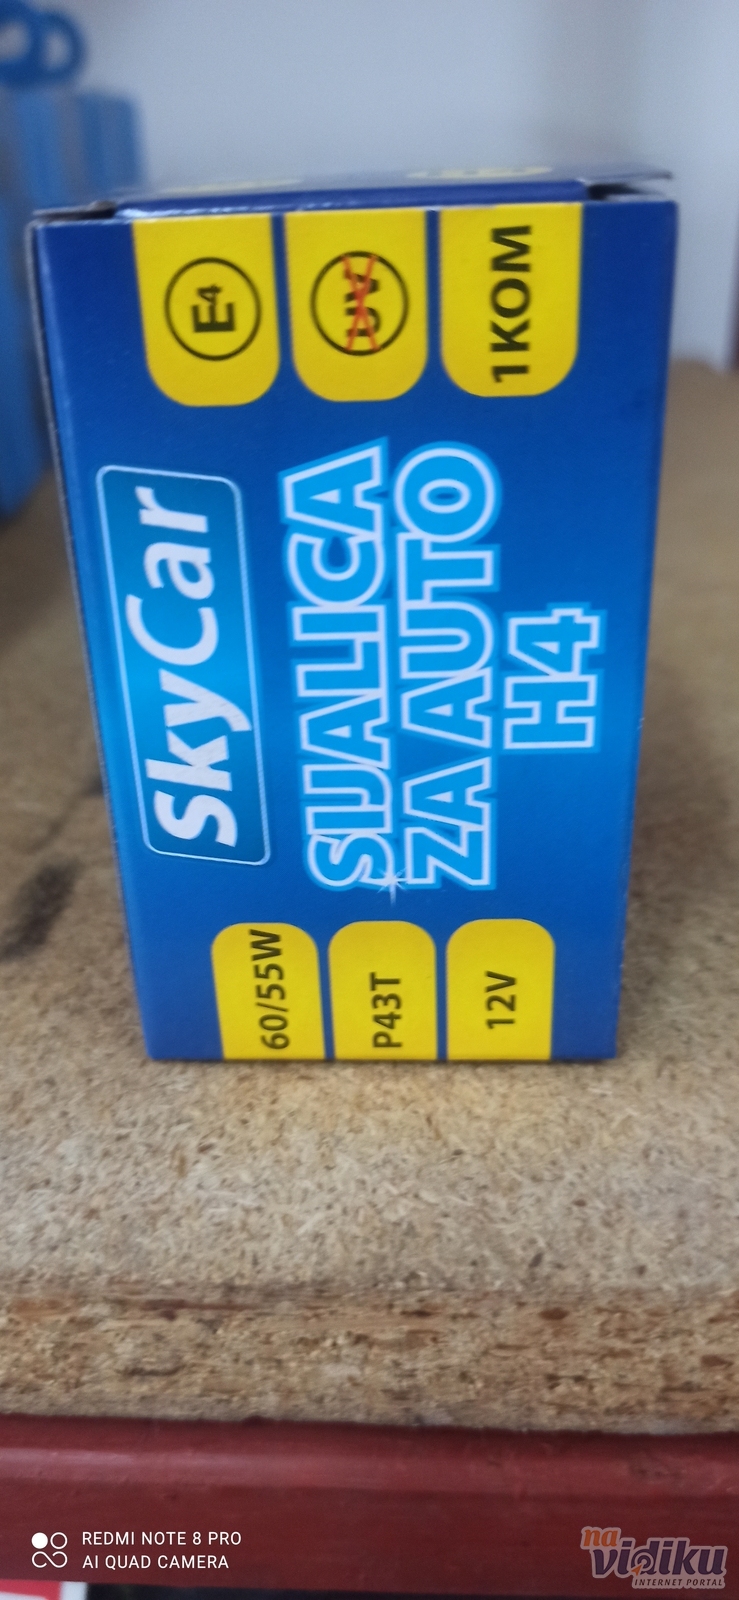 SkyCar
SIJALICA
ZA AUTO
H4
60/55W
P43T
12V
E4
UV
1KOM
REDMI NOTE 8 PRO
AI QUAD CAMERA
na
vidiku
INTERNET PORTAL